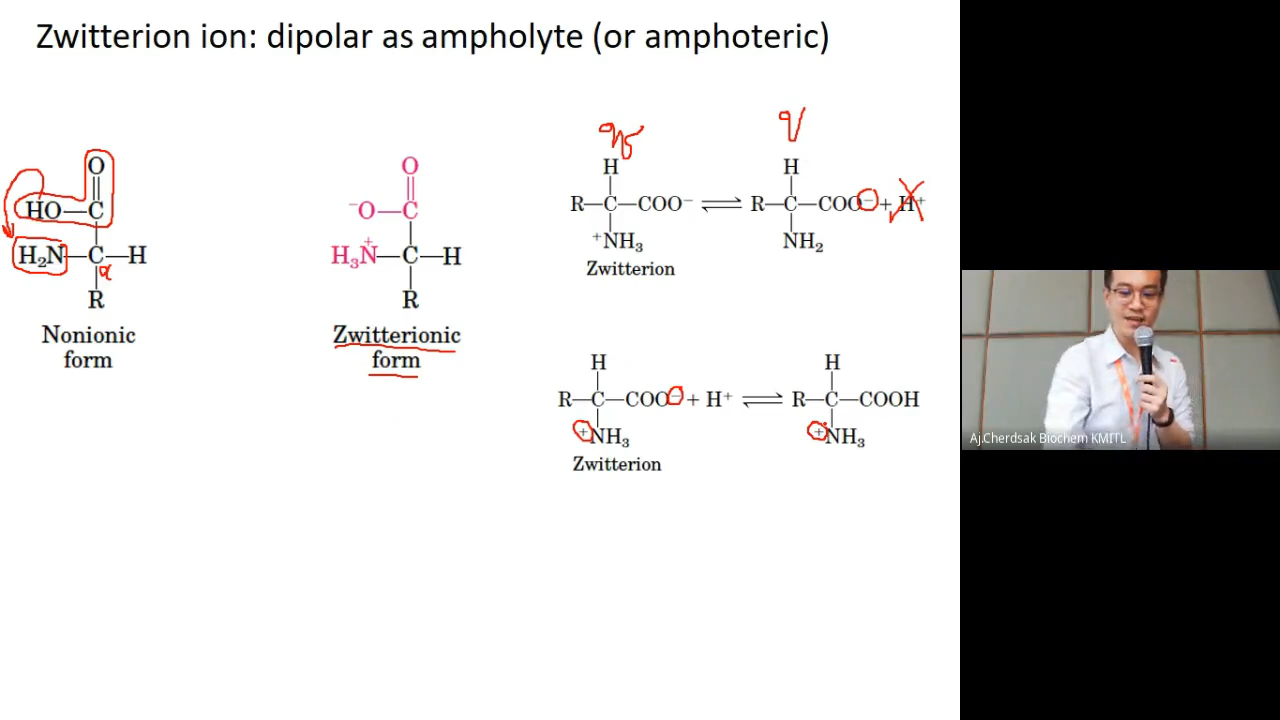 Zwitterion ion: dipolar as ampholyte (or amphoteric)
O
HO—C
H₂N—C—H
α
R
Nonionic
form
O
⁻O—C
H₃N⁺—C—H
R
Zwitterionic
form
H
R—C—COO⁻
⁺NH₃
Zwitterion
H
R—C—COO⁻ + H⁺
NH₂
H
R—C—COO⁻ + H⁺
⁺NH₃
Zwitterion
H
R—C—COOH
⁺NH₃
Aj.Cherdsak Biochem KMITL